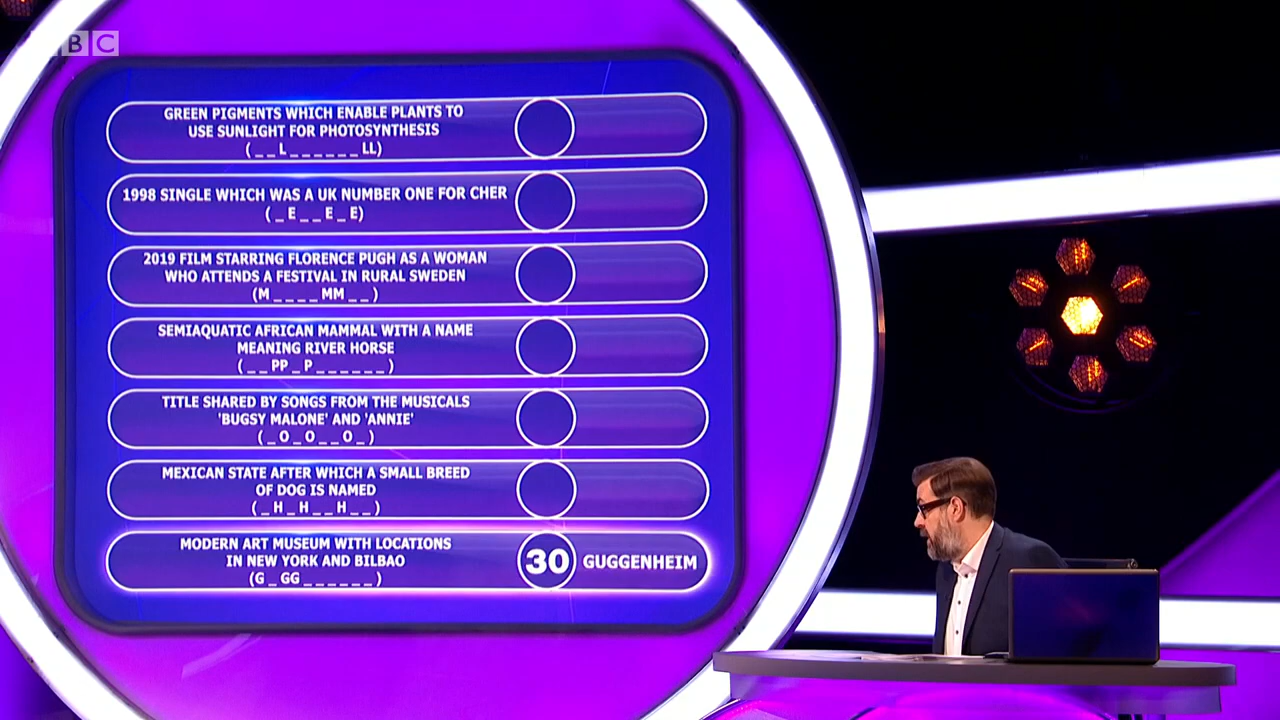 BBC
GREEN PIGMENTS WHICH ENABLE PLANTS TO
USE SUNLIGHT FOR PHOTOSYNTHESIS
(_ _ L _ _ _ _ _ _ LL)
1998 SINGLE WHICH WAS A UK NUMBER ONE FOR CHER
(_ E _ _ E _ E)
2019 FILM STARRING FLORENCE PUGH AS A WOMAN
WHO ATTENDS A FESTIVAL IN RURAL SWEDEN
(M _ _ _ _ MM _ _)
SEMIAQUATIC AFRICAN MAMMAL WITH A NAME
MEANING RIVER HORSE
(_ _ PP _ P _ _ _ _ _ _)
TITLE SHARED BY SONGS FROM THE MUSICALS
'BUGSY MALONE' AND 'ANNIE'
(_ O _ O _ _ O _)
MEXICAN STATE AFTER WHICH A SMALL BREED
OF DOG IS NAMED
(_ H _ H _ _ H _ _)
MODERN ART MUSEUM WITH LOCATIONS
IN NEW YORK AND BILBAO
(G _ GG _ _ _ _ _ _)
30 GUGGENHEIM